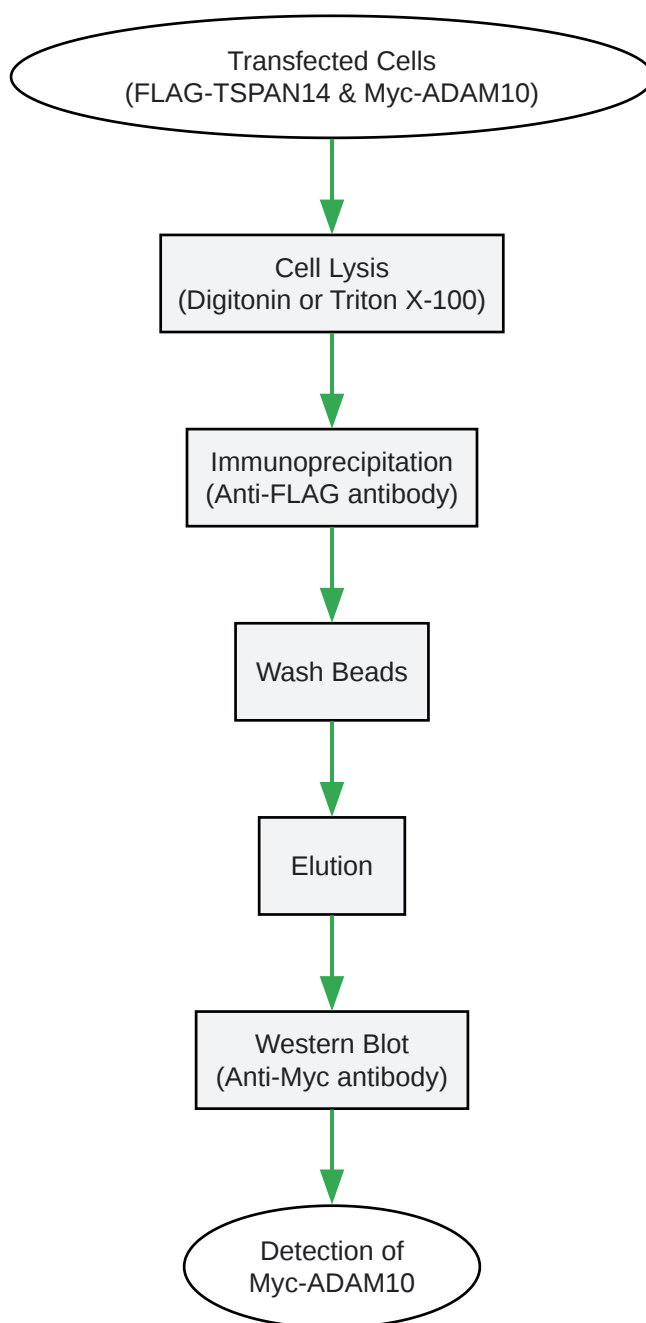 Transfected Cells
(FLAG-TSPAN14 & Myc-ADAM10)
Cell Lysis
(Digitonin or Triton X-100)
Immunoprecipitation
(Anti-FLAG antibody)
Wash Beads
Elution
Western Blot
(Anti-Myc antibody)
Detection of
Myc-ADAM10